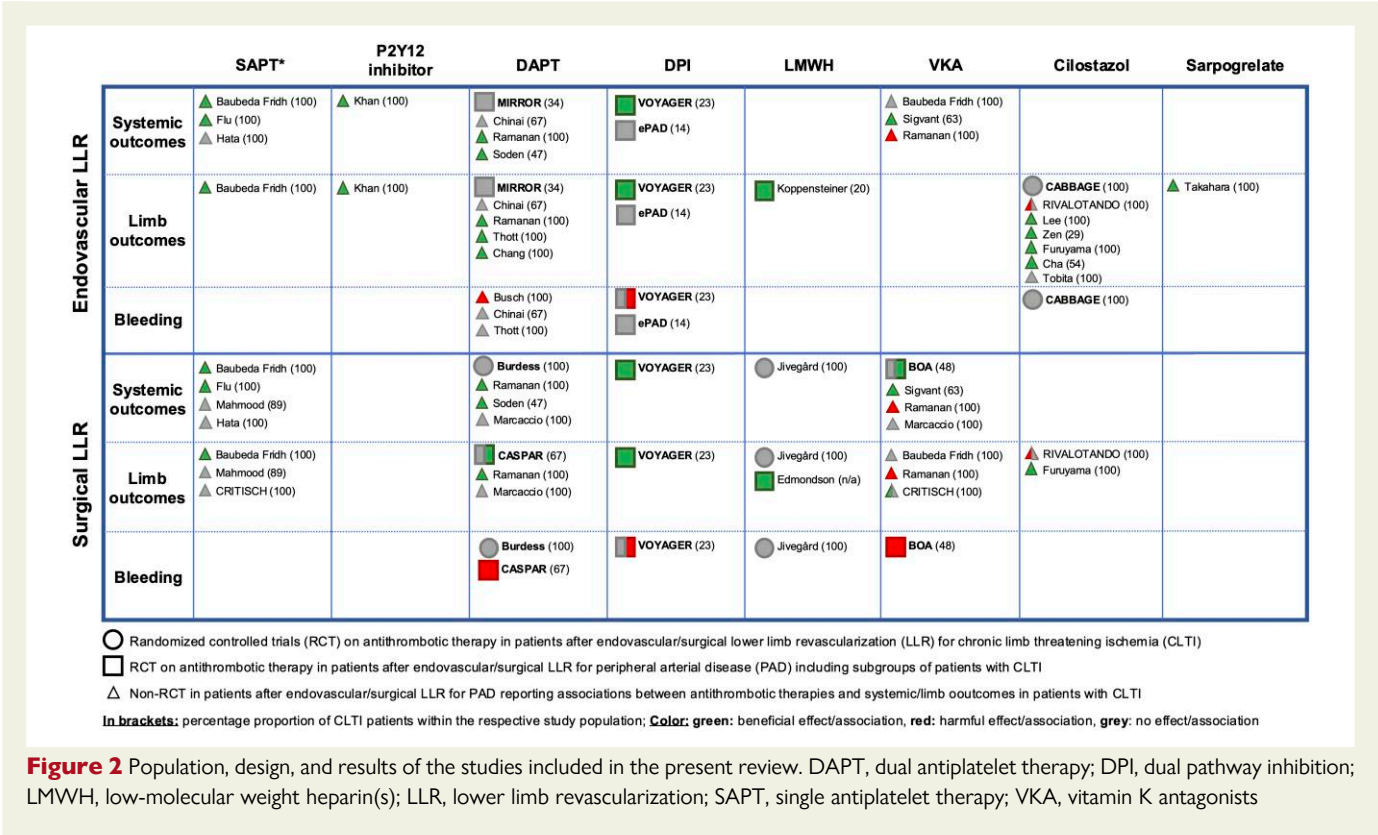 P2Y12
SAPT* inhibitor DAPT DPI LMWH VKA Cilostazol Sarpogrelate
Endovascular LLR
Systemic outcomes
Baubeda Fridh (100)
Flu (100)
Hata (100)
Khan (100)
MIRROR (34)
Chinai (67)
Ramanan (100)
Soden (47)
VOYAGER (23)
ePAD (14)
Baubeda Fridh (100)
Sigvant (63)
Ramanan (100)
Limb outcomes
Baubeda Fridh (100)
Khan (100)
MIRROR (34)
Chinai (67)
Ramanan (100)
Thott (100)
Chang (100)
VOYAGER (23)
ePAD (14)
Koppensteiner (20)
CABBAGE (100)
RIVALOTANDO (100)
Lee (100)
Zen (29)
Furuyama (100)
Cha (54)
Tobita (100)
Takahara (100)
Bleeding
Busch (100)
Chinai (67)
Thott (100)
VOYAGER (23)
ePAD (14)
CABBAGE (100)
Surgical LLR
Systemic outcomes
Baubeda Fridh (100)
Flu (100)
Mahmood (89)
Hata (100)
Burdess (100)
Ramanan (100)
Soden (47)
Marcaccio (100)
VOYAGER (23)
Jivegård (100)
BOA (48)
Sigvant (63)
Ramanan (100)
Marcaccio (100)
Limb outcomes
Baubeda Fridh (100)
Mahmood (89)
CRITISCH (100)
CASPAR (67)
Ramanan (100)
Marcaccio (100)
VOYAGER (23)
Jivegård (100)
Edmondson (n/a)
Baubeda Fridh (100)
Ramanan (100)
CRITISCH (100)
RIVALOTANDO (100)
Furuyama (100)
Bleeding
Burdess (100)
CASPAR (67)
VOYAGER (23)
Jivegård (100)
BOA (48)
Randomized controlled trials (RCT) on antithrombotic therapy in patients after endovascular/surgical lower limb revascularization (LLR) for chronic limb threatening ischemia (CLTI)
RCT on antithrombotic therapy in patients after endovascular/surgical LLR for peripheral arterial disease (PAD) including subgroups of patients with CLTI
Non-RCT in patients after endovascular/surgical LLR for PAD reporting associations between antithrombotic therapies and systemic/limb ooutcomes in patients with CLTI
In brackets: percentage proportion of CLTI patients within the respective study population; Color: green: beneficial effect/association, red: harmful effect/association, grey: no effect/association
Figure 2 Population, design, and results of the studies included in the present review. DAPT, dual antiplatelet therapy; DPI, dual pathway inhibition;
LMWH, low-molecular weight heparin(s); LLR, lower limb revascularization; SAPT, single antiplatelet therapy; VKA, vitamin K antagonists